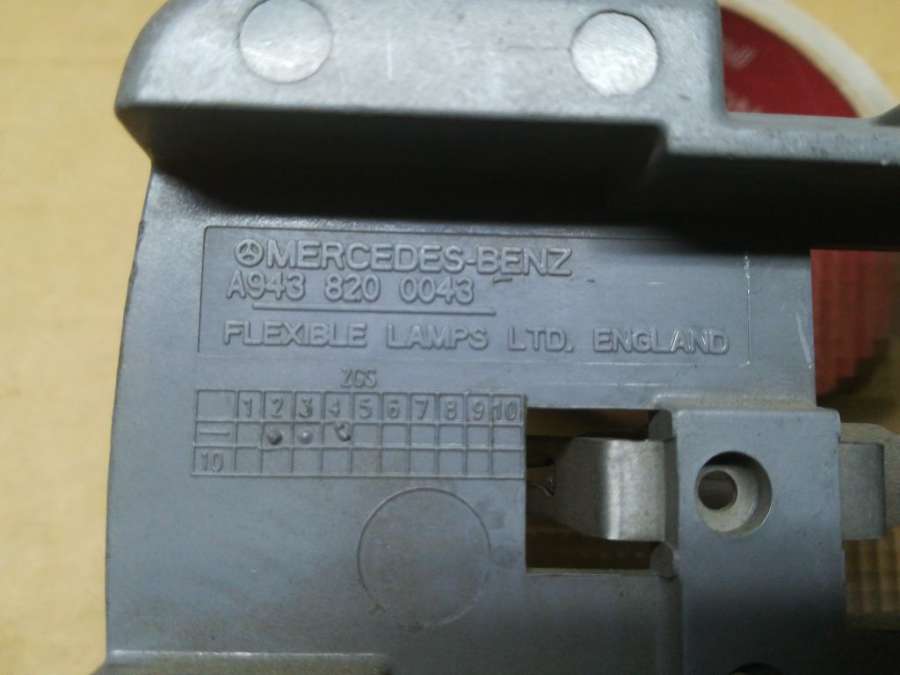 MERCEDES-BENZ
A943 820 0043
FLEXIBLE LAMPS LTD. ENGLAND
ZGS
1 2 3 4 5 6 7 8 9 10
10